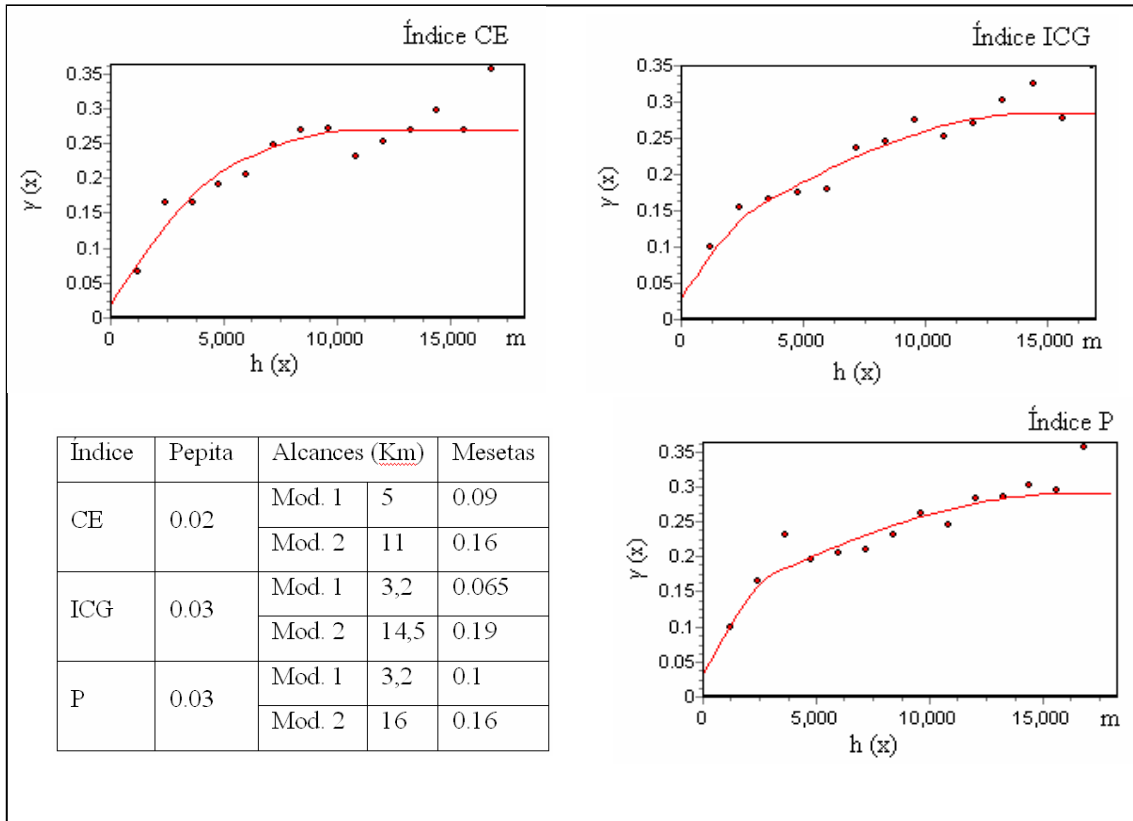 Índice CE
0.35
0.3
0.25
0.2
0.15
0.1
0.05
0
γ (x)
0 5,000 10,000 15,000 m
h (x)
Índice ICG
0.35
0.3
0.25
0.2
0.15
0.1
0.05
0
γ (x)
0 5,000 10,000 15,000 m
h (x)
Índice Pepita Alcances (Km) Mesetas
CE 0.02 Mod. 1 5 0.09
Mod. 2 11 0.16
ICG 0.03 Mod. 1 3,2 0.065
Mod. 2 14,5 0.19
P 0.03 Mod. 1 3,2 0.1
Mod. 2 16 0.16
Índice P
0.35
0.3
0.25
0.2
0.15
0.1
0.05
0
γ (x)
0 5,000 10,000 15,000 m
h (x)